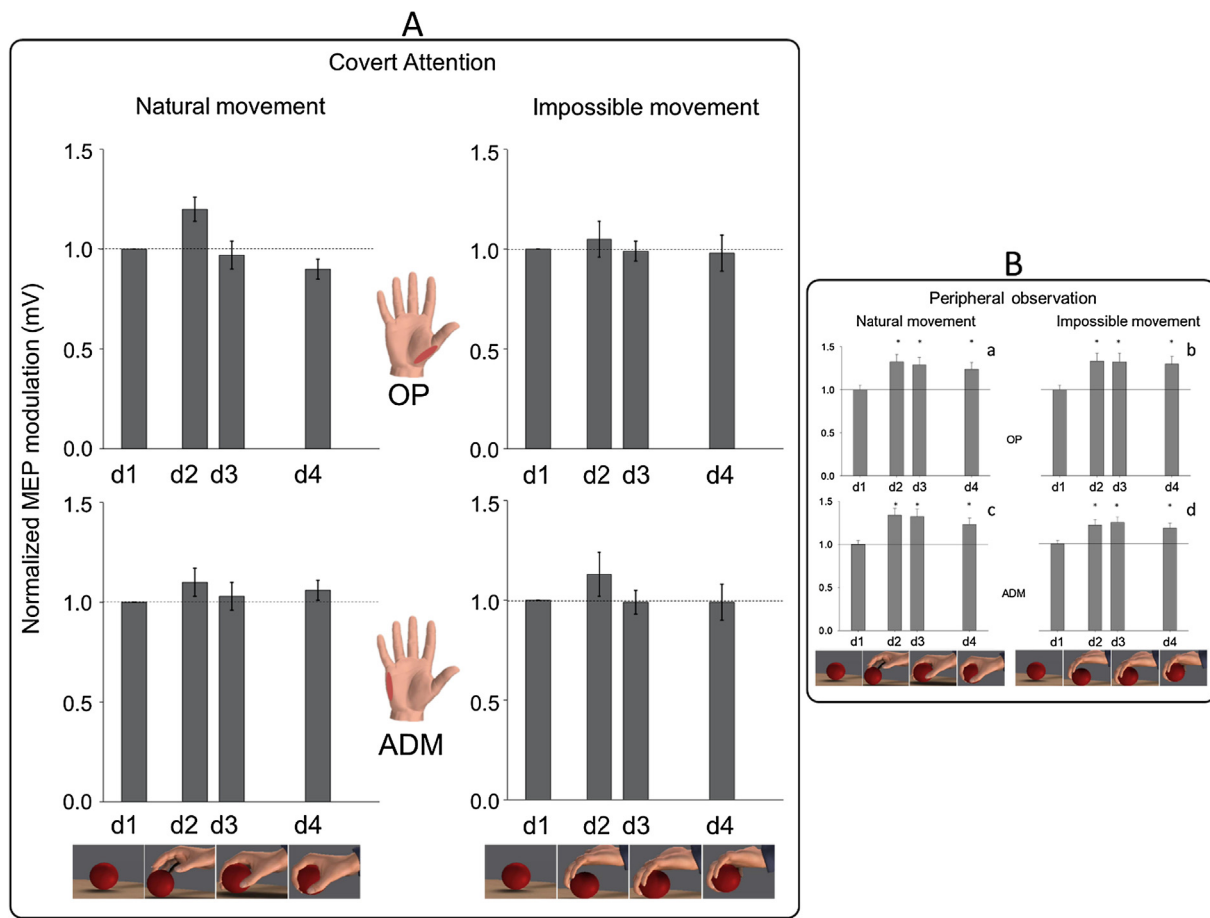 A
Covert Attention
Natural movement
Impossible movement
Normalized MEP modulation (mV)
1.5
1.0
0.5
0.0
d1 d2 d3 d4
1.5
1.0
0.5
0.0
d1 d2 d3 d4
OP
1.5
1.0
0.5
0.0
d1 d2 d3 d4
1.5
1.0
0.5
0.0
d1 d2 d3 d4
ADM
B
Peripheral observation
Natural movement
Impossible movement
a
* * *
1.5
1.0
0.5
0.0
d1 d2 d3 d4
b
* * *
1.5
1.0
0.5
0.0
d1 d2 d3 d4
OP
c
* * *
1.5
1.0
0.5
0.0
d1 d2 d3 d4
d
* * *
1.5
1.0
0.5
0.0
d1 d2 d3 d4
ADM